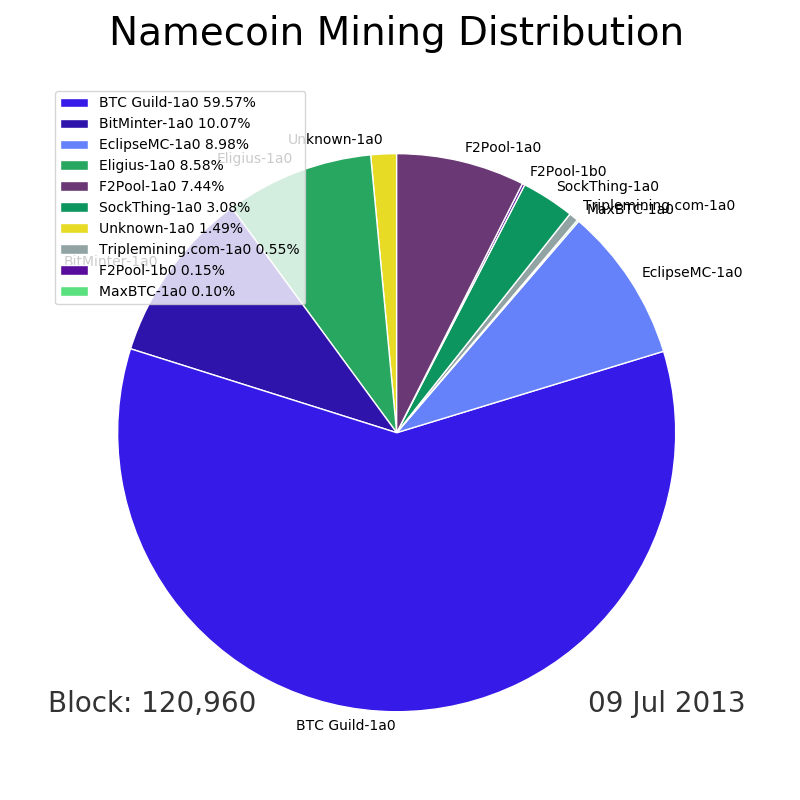 Namecoin Mining Distribution
BTC Guild-1a0 59.57%
BitMinter-1a0 10.07%
EclipseMC-1a0 8.98%
Eligius-1a0 8.58%
F2Pool-1a0 7.44%
SockThing-1a0 3.08%
Unknown-1a0 1.49%
Triplemining.com-1a0 0.55%
F2Pool-1b0 0.15%
MaxBTC-1a0 0.10%
Unknown-1a0
F2Pool-1a0
Eligius-1a0
F2Pool-1b0
SockThing-1a0
Triplemining.com-1a0
MaxBTC-1a0
BitMinter-1a0
EclipseMC-1a0
Block: 120,960
09 Jul 2013
BTC Guild-1a0